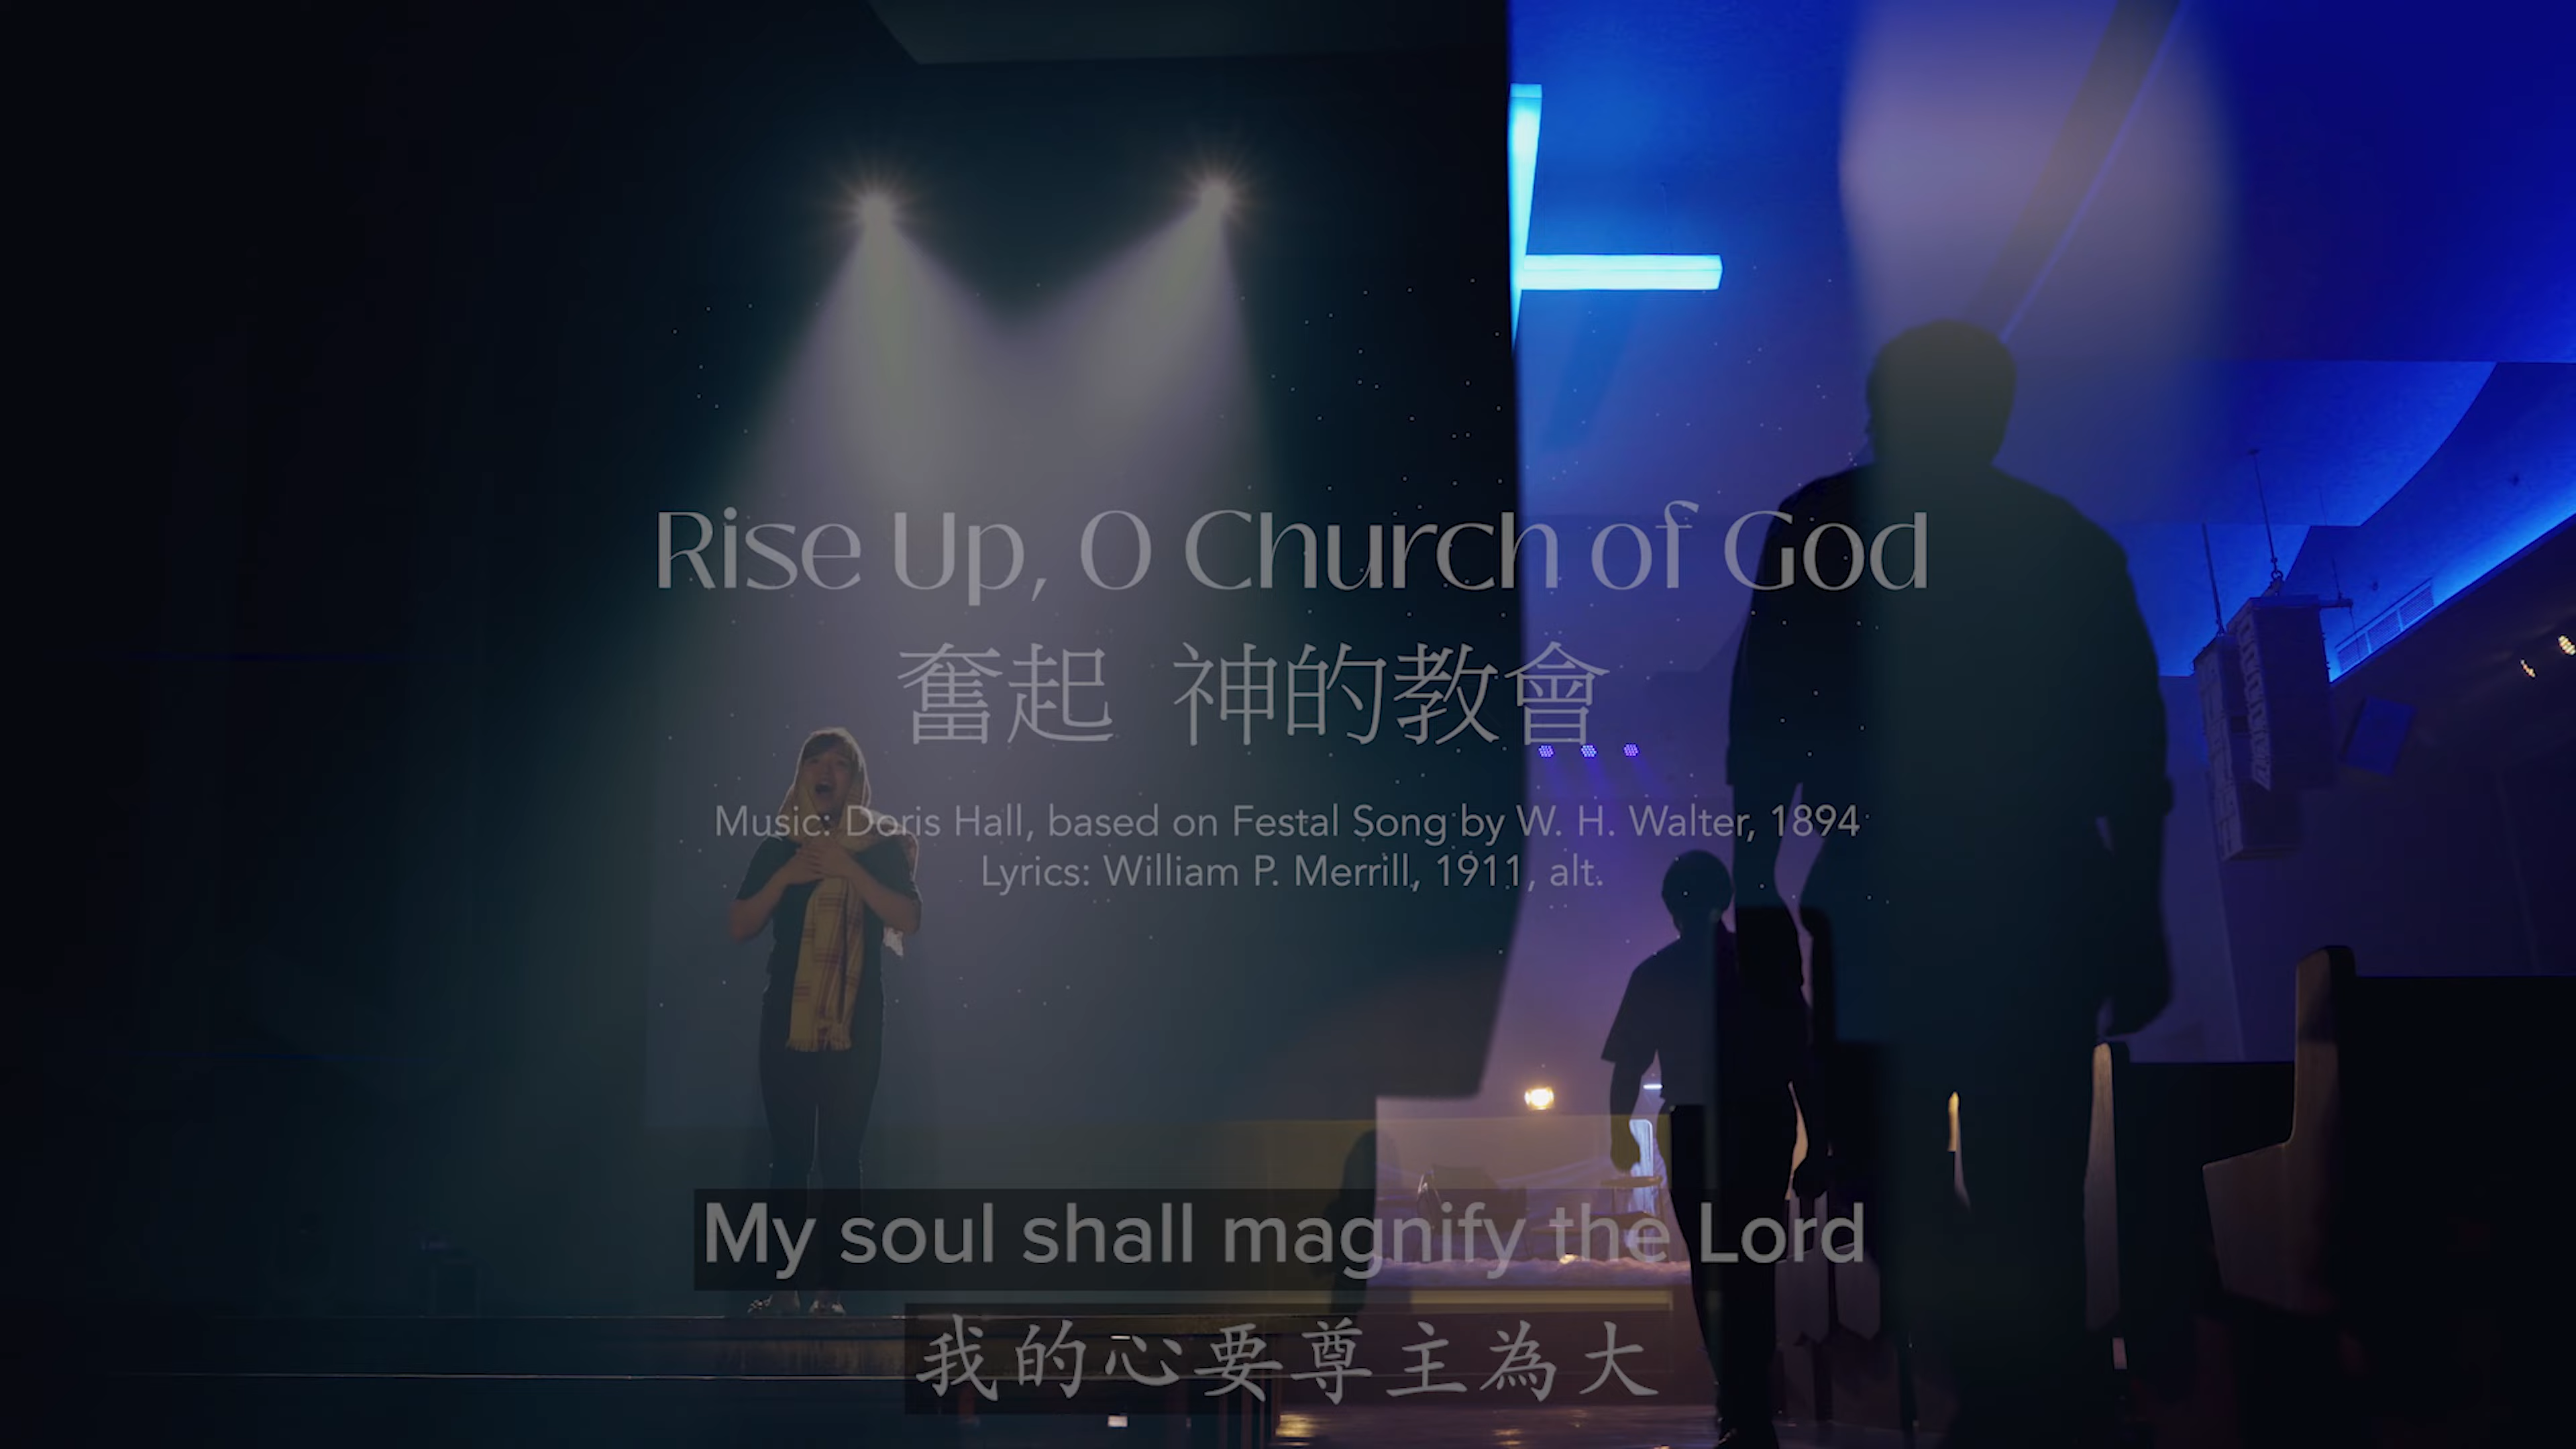 Rise Up, O Church of God
奮起 神的教會
Music: Doris Hall, based on Festal Song by W. H. Walter, 1894
Lyrics: William P. Merrill, 1911, alt.
My soul shall magnify the Lord
我的心要尊主為大